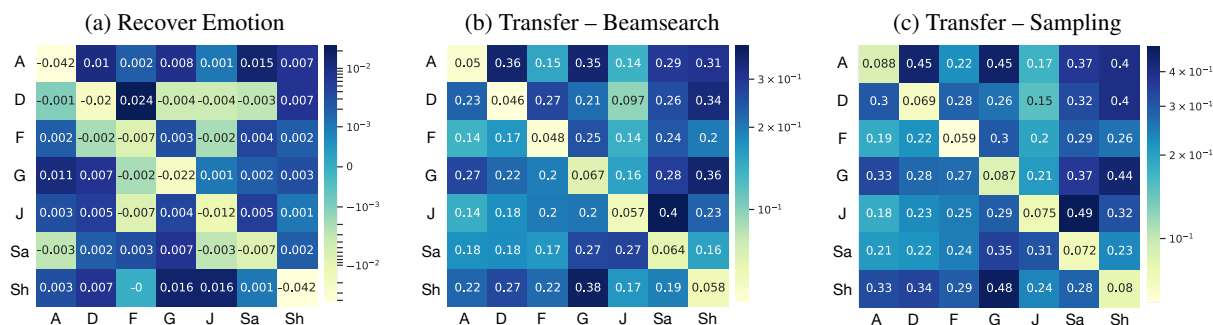 (a) Recover Emotion
A -0.042 0.01 0.002 0.008 0.001 0.015 0.007
D -0.001 -0.02 0.024 -0.004 -0.004 -0.003 0.007
F 0.002 -0.002 -0.007 0.003 -0.002 0.004 0.002
G 0.011 0.007 -0.002 -0.022 0.001 0.002 0.003
J 0.003 0.005 -0.007 0.004 -0.012 0.005 0.001
Sa -0.003 0.002 0.003 0.007 -0.003 -0.007 0.002
Sh 0.003 0.007 -0 0.016 0.016 0.001 -0.042
A D F G J Sa Sh
10⁻²
10⁻³
0
−10⁻³
−10⁻²
(b) Transfer – Beamsearch
0.05 0.36 0.15 0.35 0.14 0.29 0.31
0.23 0.046 0.27 0.21 0.097 0.26 0.34
0.14 0.17 0.048 0.25 0.14 0.24 0.2
0.27 0.22 0.2 0.067 0.16 0.28 0.36
0.14 0.18 0.2 0.2 0.057 0.4 0.23
0.18 0.18 0.17 0.27 0.27 0.064 0.16
0.22 0.27 0.22 0.38 0.17 0.19 0.058
A D F G J Sa Sh
3 × 10⁻¹
2 × 10⁻¹
10⁻¹
(c) Transfer – Sampling
A 0.088 0.45 0.22 0.45 0.17 0.37 0.4
D 0.3 0.069 0.28 0.26 0.15 0.32 0.4
F 0.19 0.22 0.059 0.3 0.2 0.29 0.26
G 0.33 0.28 0.27 0.087 0.21 0.37 0.44
J 0.18 0.23 0.25 0.29 0.075 0.49 0.32
Sa 0.21 0.22 0.24 0.35 0.31 0.072 0.23
Sh 0.33 0.34 0.29 0.48 0.24 0.28 0.08
A D F G J Sa Sh
4 × 10⁻¹
3 × 10⁻¹
2 × 10⁻¹
10⁻¹